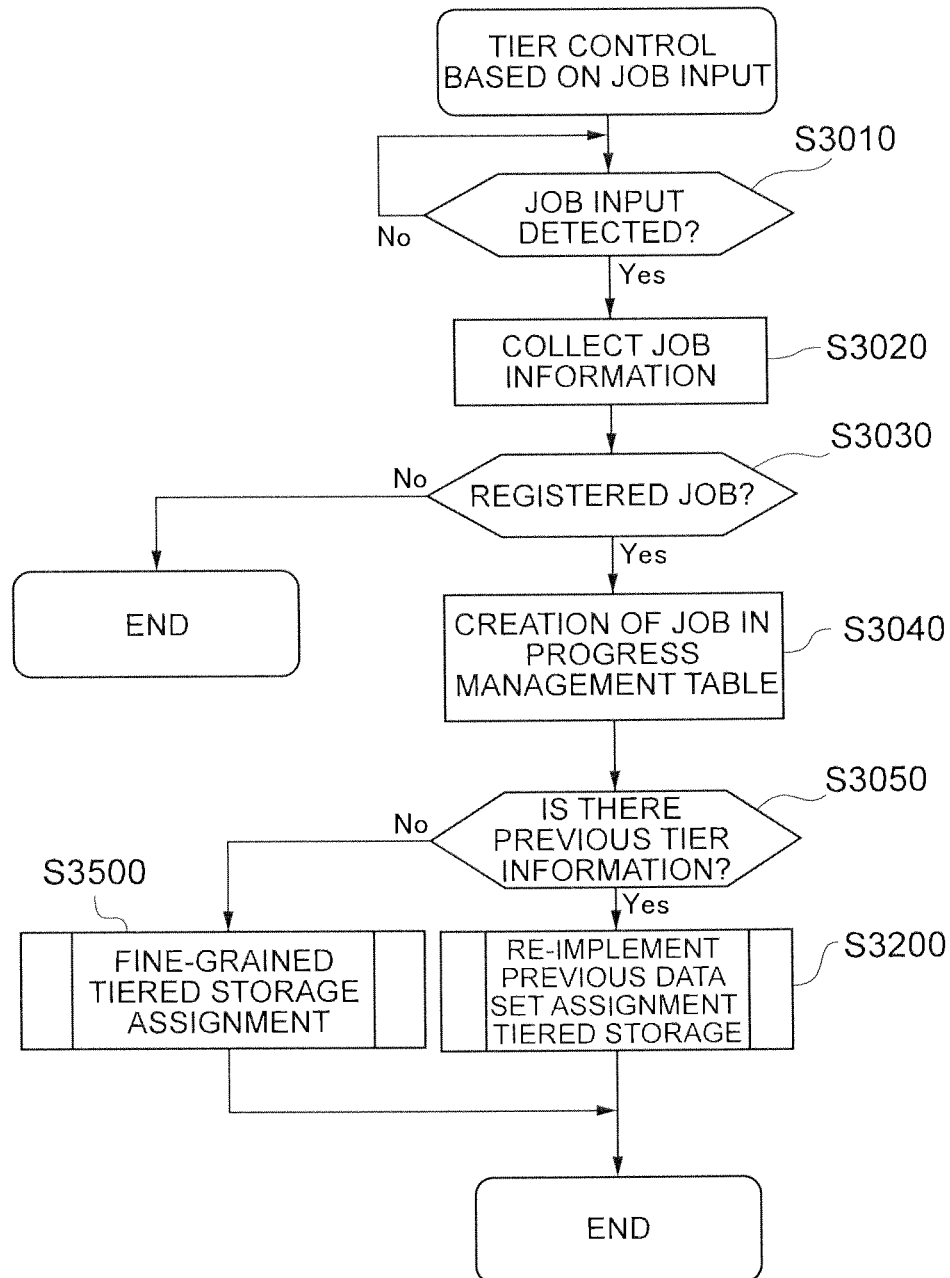 TIER CONTROL
BASED ON JOB INPUT
S3010
JOB INPUT
DETECTED?
No
Yes
COLLECT JOB
INFORMATION
S3020
S3030
No
REGISTERED JOB?
Yes
END
CREATION OF JOB IN
PROGRESS
MANAGEMENT TABLE
S3040
S3050
No
IS THERE
PREVIOUS TIER
INFORMATION?
Yes
S3500
FINE-GRAINED
TIERED STORAGE
ASSIGNMENT
RE-IMPLEMENT
PREVIOUS DATA
SET ASSIGNMENT
TIERED STORAGE
S3200
END